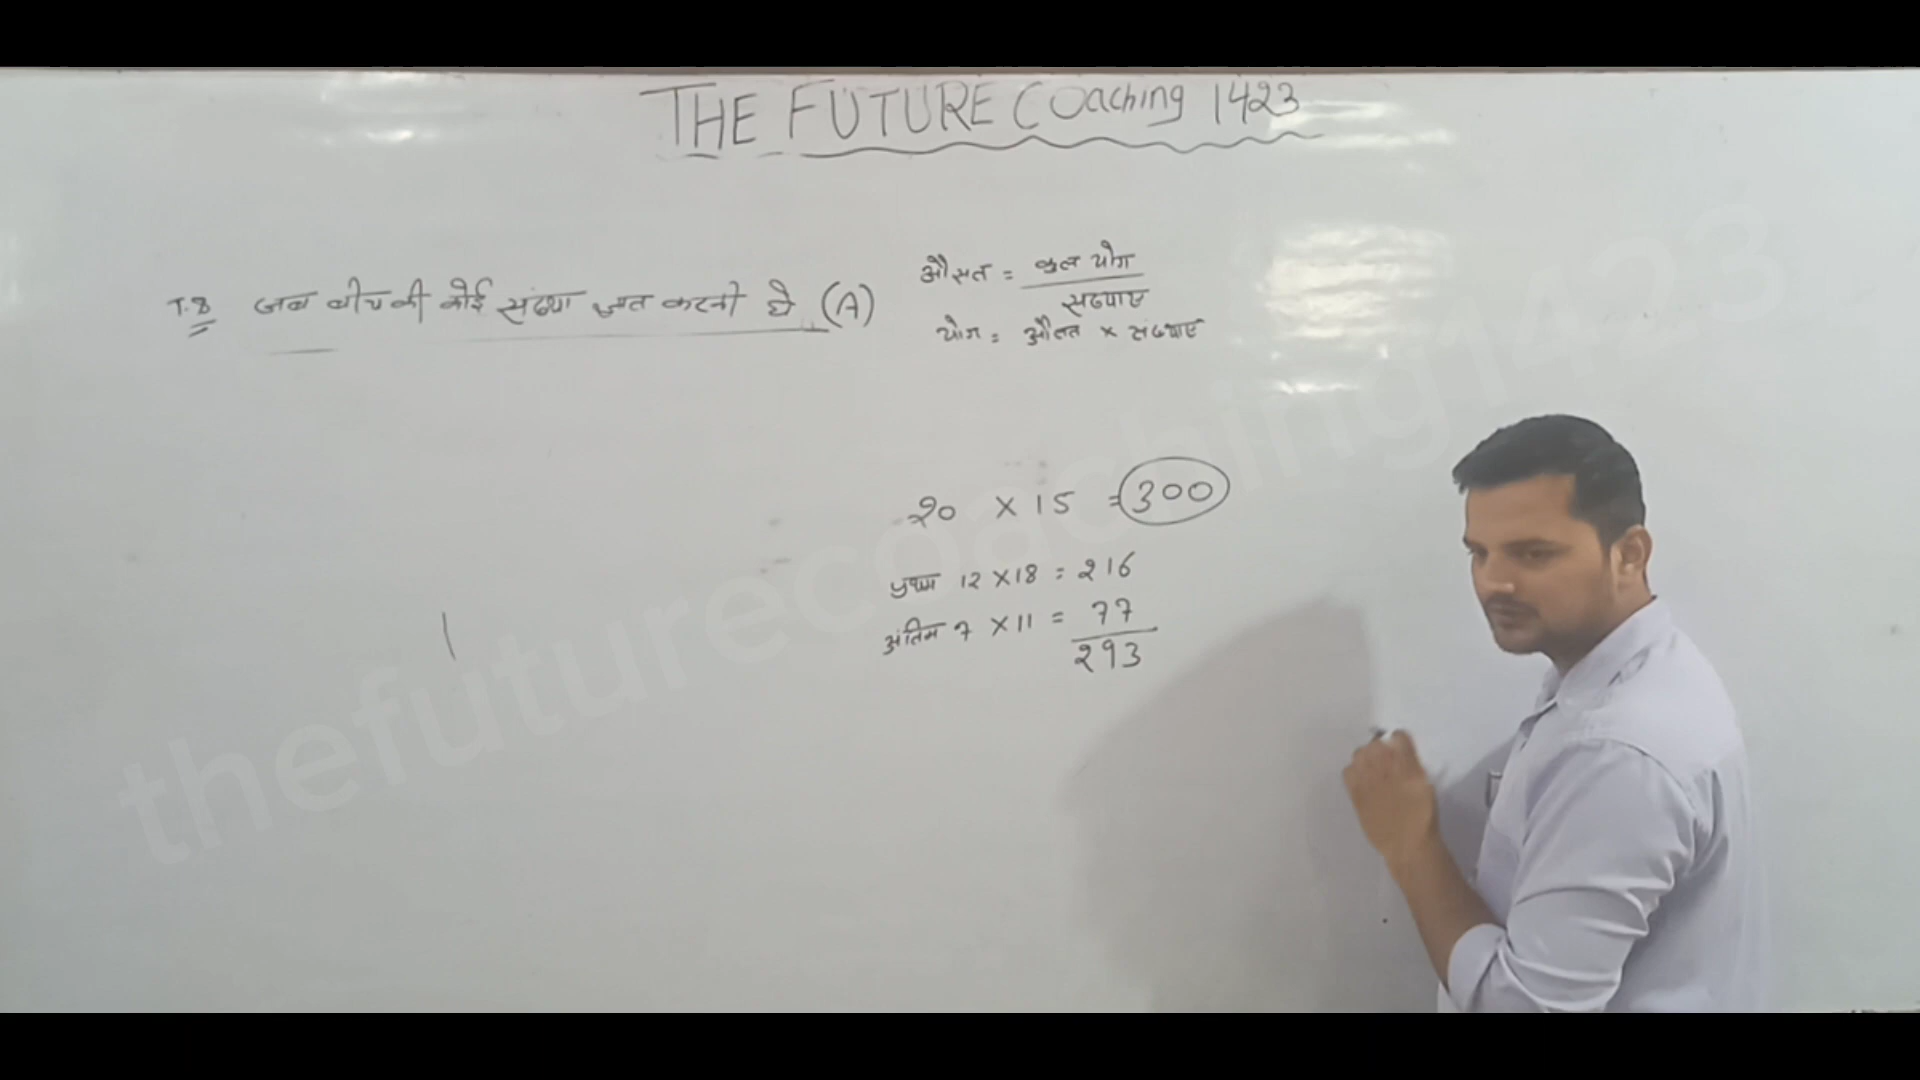 THE FUTURE Coaching 1423
T.8 जब बीच की कोई संख्या ज्ञात करनी हो (A)
औसत = कुल योग / संख्याएं
योग = औसत × संख्याएं
20 × 15 = 300
प्रथम 12 × 18 = 216
अंतिम 7 × 11 = 77
293
thefuturecoaching1423